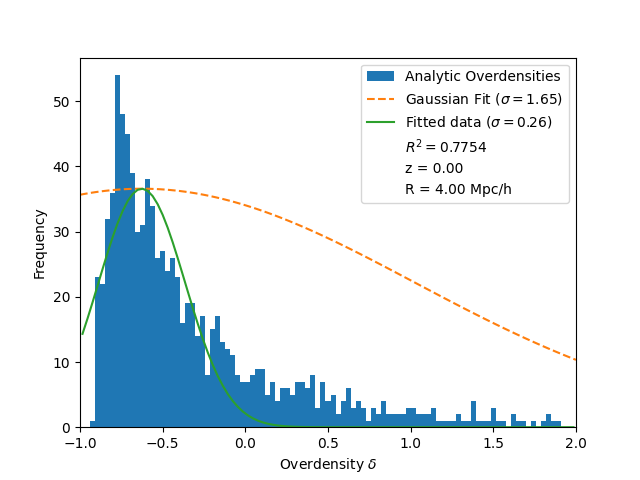 Analytic Overdensities
Gaussian Fit (σ = 1.65)
Fitted data (σ = 0.26)
R² = 0.7754
z = 0.00
R = 4.00 Mpc/h
Frequency
50
40
30
20
10
0
−1.0 −0.5 0.0 0.5 1.0 1.5 2.0
Overdensity δ